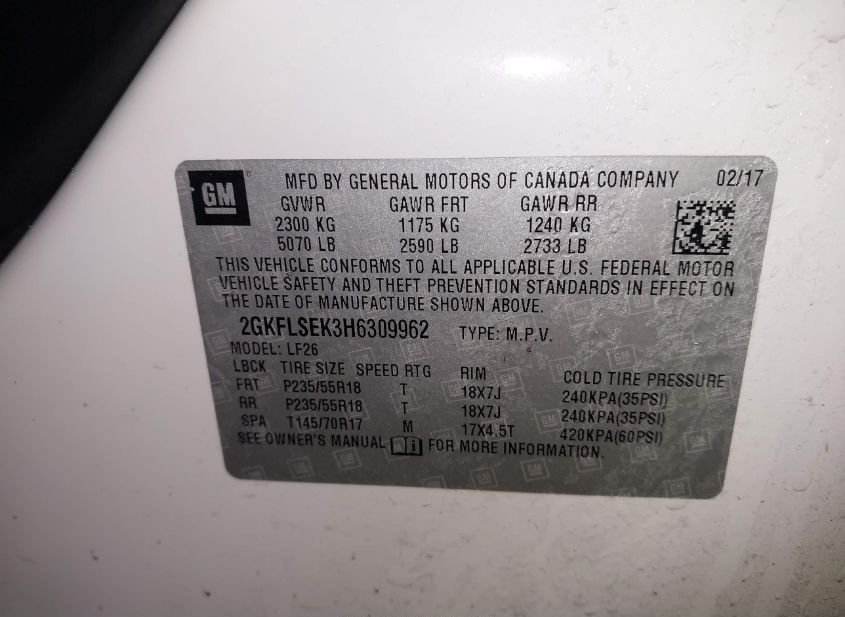 GM ® MFD BY GENERAL MOTORS OF CANADA COMPANY 02/17
GVWR GAWR FRT GAWR RR
2300 KG 1175 KG 1240 KG
5070 LB 2590 LB 2733 LB
THIS VEHICLE CONFORMS TO ALL APPLICABLE U.S. FEDERAL MOTOR
VEHICLE SAFETY AND THEFT PREVENTION STANDARDS IN EFFECT ON
THE DATE OF MANUFACTURE SHOWN ABOVE.
2GKFLSEK3H6309962 TYPE: M.P.V.
MODEL: LF26
LBCK TIRE SIZE SPEED RTG RIM COLD TIRE PRESSURE
FRT P235/55R18 T 18X7J 240KPA(35PSI)
RR P235/55R18 T 18X7J 240KPA(35PSI)
SPA T145/70R17 M 17X4.5T 420KPA(60PSI)
SEE OWNER'S MANUAL i FOR MORE INFORMATION.